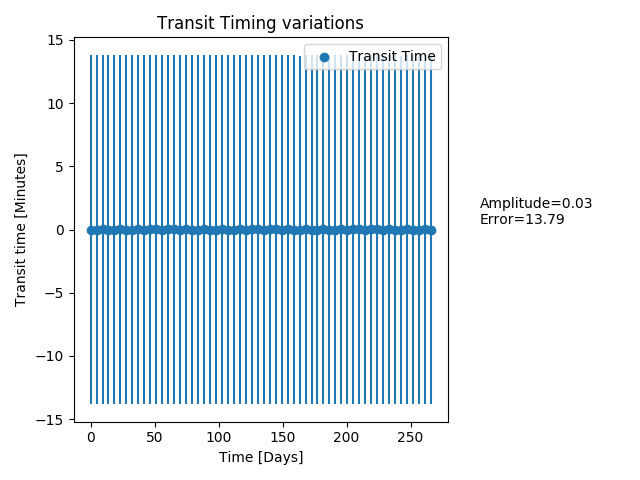 Transit Timing variations
Transit Time
Transit time [Minutes]
15
10
5
0
−5
−10
−15
0
50
100
150
200
250
Time [Days]
Amplitude=0.03
Error=13.79